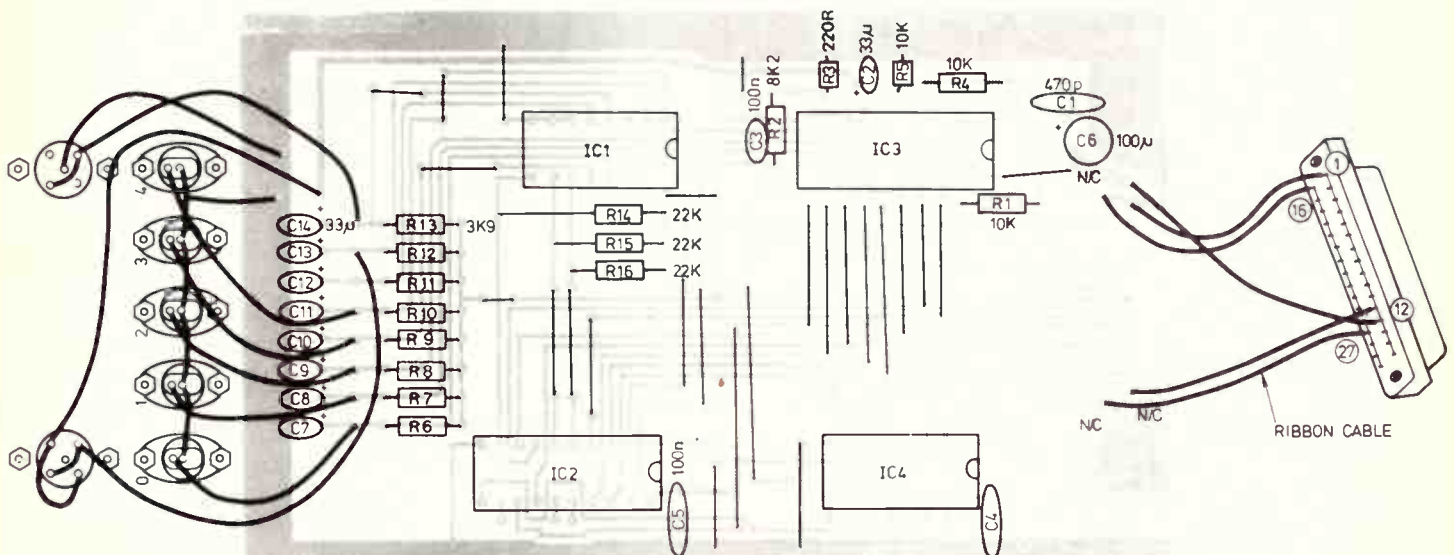 220R
R3
33μ
C2
10K
R5
10K
R4
470p
C1
C6
100μ
N/C
100n
C3
8K2
R2
IC1
IC3
R1
10K
1
16
12
27
RIBBON CABLE
4
3
2
1
0
C14
33μ
R13
3K9
C13
R12
C12
R11
C11
R10
C10
R9
C9
R8
C8
R7
C7
R6
R14
22K
R15
22K
R16
22K
N/C
N/C
IC2
100n
C5
IC4
C4